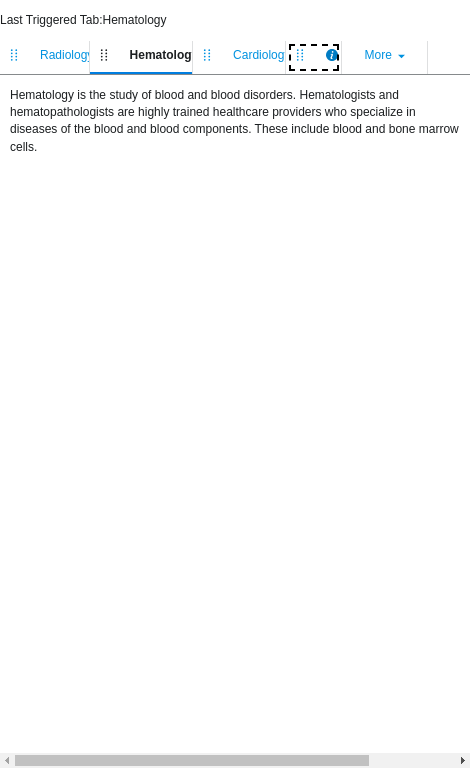 Last Triggered Tab:Hematology
Radiology Hematolog Cardiolog i More
Hematology is the study of blood and blood disorders. Hematologists and
hematopathologists are highly trained healthcare providers who specialize in
diseases of the blood and blood components. These include blood and bone marrow
cells.